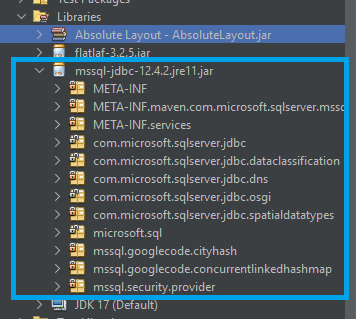 Test Packages
Libraries
Absolute Layout - AbsoluteLayout.jar
flatlaf-3.2.5.jar
mssql-jdbc-12.4.2.jre11.jar
META-INF
META-INF.maven.com.microsoft.sqlserver.mssq
META-INF.services
com.microsoft.sqlserver.jdbc
com.microsoft.sqlserver.jdbc.dataclassification
com.microsoft.sqlserver.jdbc.dns
com.microsoft.sqlserver.jdbc.osgi
com.microsoft.sqlserver.jdbc.spatialdatatypes
microsoft.sql
mssql.googlecode.cityhash
mssql.googlecode.concurrentlinkedhashmap
mssql.security.provider
JDK 17 (Default)